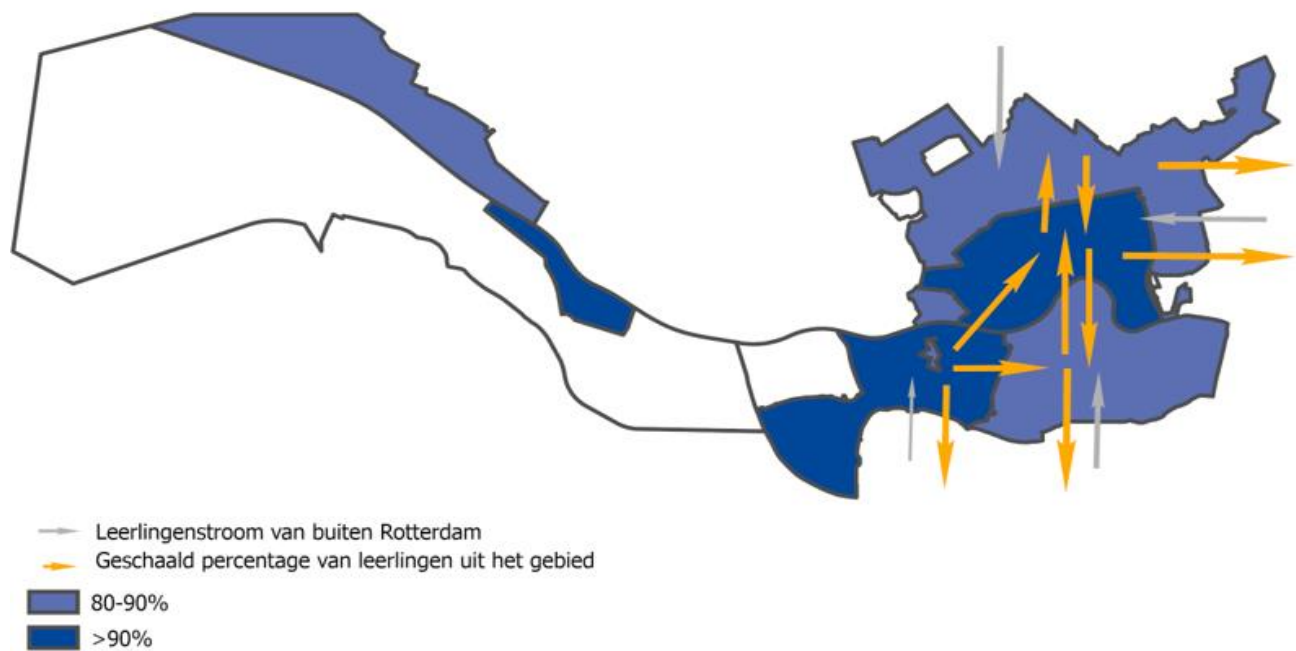 Leerlingenstroom van buiten Rotterdam
Geschaald percentage van leerlingen uit het gebied
80-90%
>90%